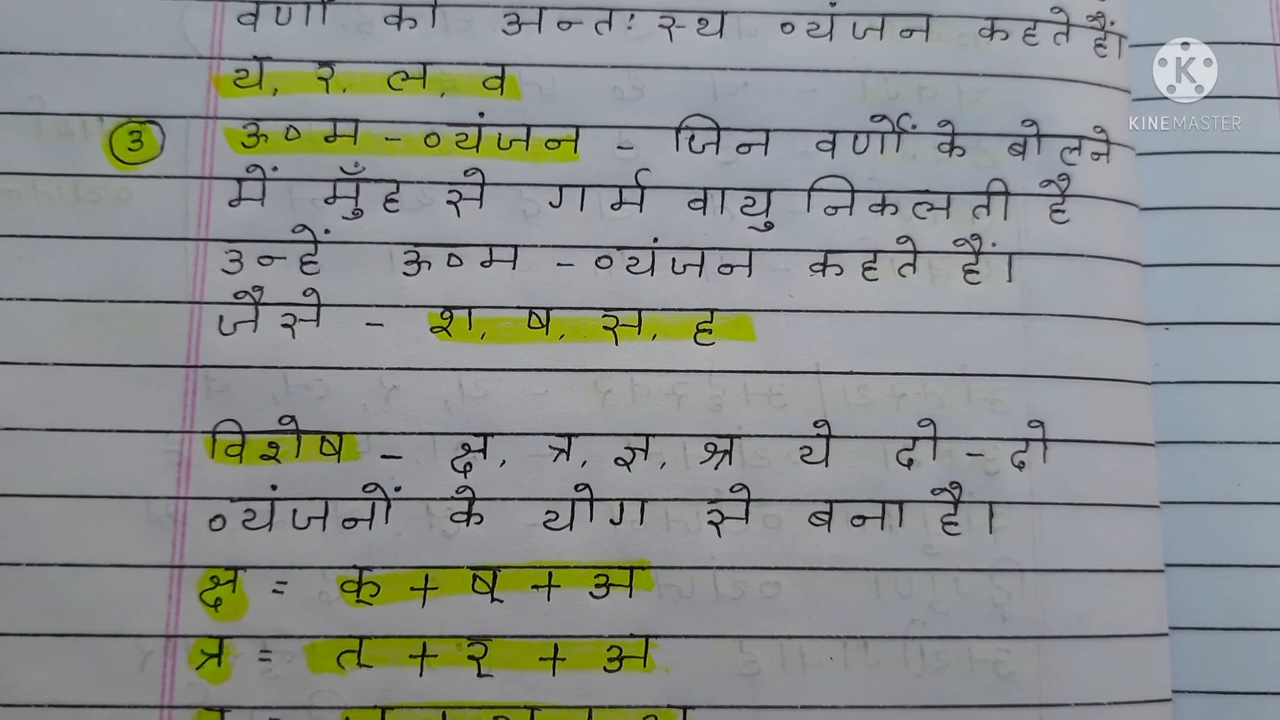 वर्णों को अन्तः स्थ व्यंजन कहते हैं।
य, र, ल, व
K
KINEMASTER
3 ऊष्म - व्यंजन - जिन वर्णों के बोलने
में मुँह से गर्म वायु निकलती है
उन्हें ऊष्म - व्यंजन कहते हैं।
जैसे - श, ष, स, ह
विशेष - क्ष, त्र, ज्ञ, श्र ये दो - दो
व्यंजनों के योग से बना है।
क्ष = क् + ष् + अ
त्र = त् + र् + अ